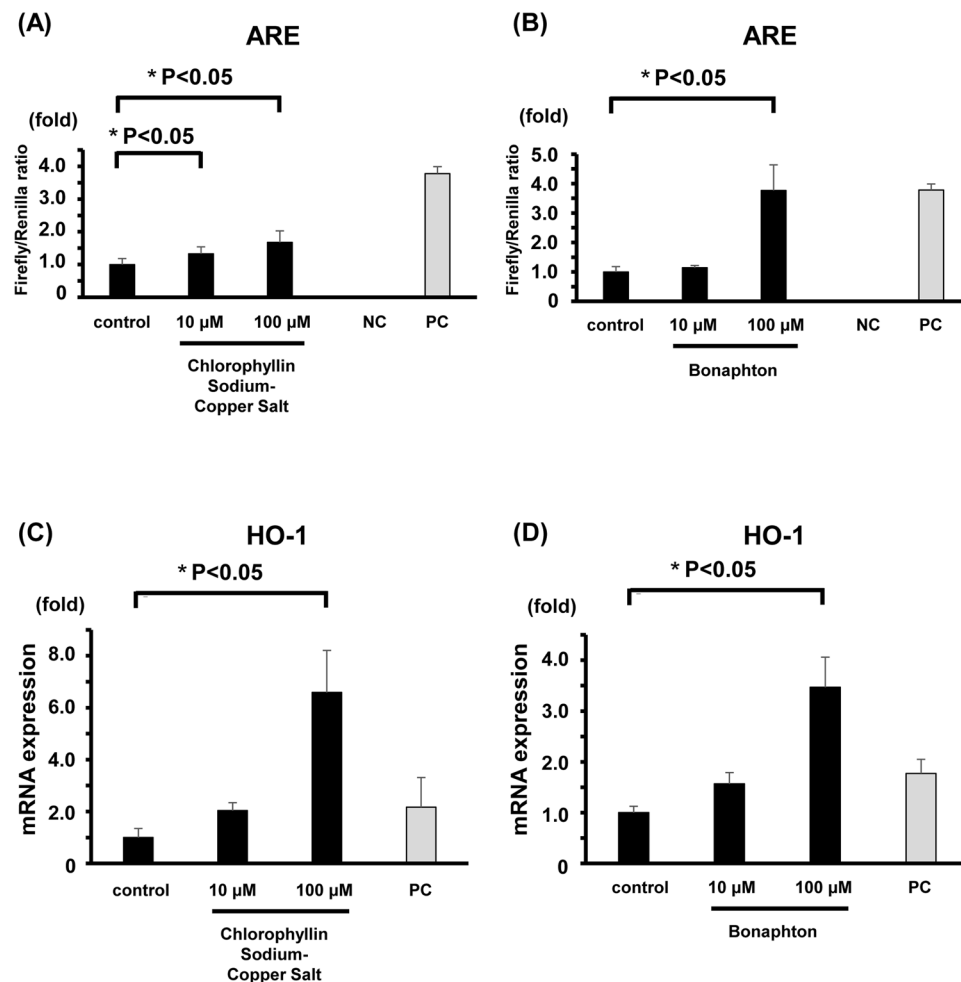 (A)
ARE
* P<0.05
(fold)
* P<0.05
Firefly/Renilla ratio
4.0
3.0
2.0
1.0
0
control
10 µM
100 µM
NC
PC
Chlorophyllin
Sodium-
Copper Salt
(B)
ARE
* P<0.05
(fold)
Firefly/Renilla ratio
5.0
4.0
3.0
2.0
1.0
0
control
10 µM
100 µM
NC
PC
Bonaphton
(C)
HO-1
* P<0.05
(fold)
mRNA expression
8.0
6.0
4.0
2.0
0
control
10 µM
100 µM
PC
Chlorophyllin
Sodium-
Copper Salt
(D)
HO-1
* P<0.05
(fold)
mRNA expression
4.0
3.0
2.0
1.0
0
control
10 µM
100 µM
PC
Bonaphton